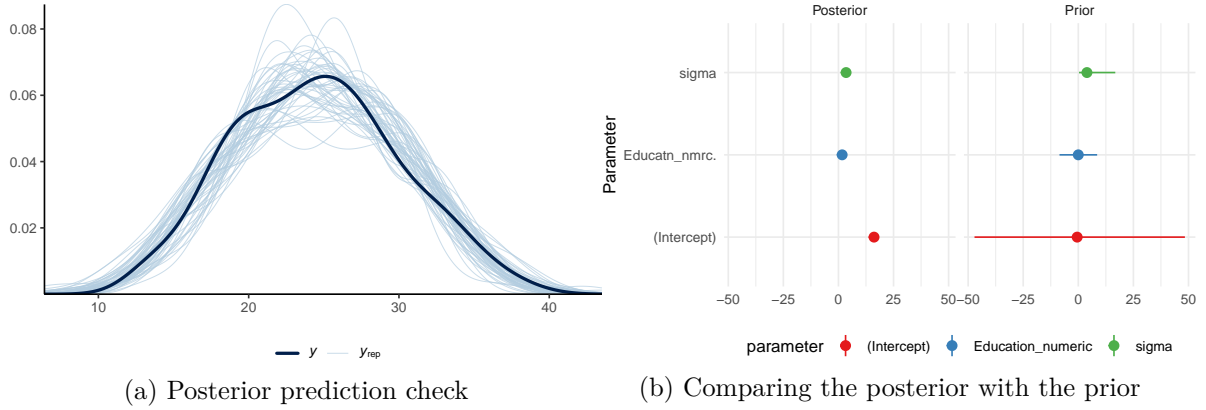 0.08
0.06
0.04
0.02
10 20 30 40
y yrep
(a) Posterior prediction check
Posterior Prior
Parameter
sigma
Educatn_nmrc.
(Intercept)
−50 −25 0 25 50 −50 −25 0 25 50
parameter (Intercept) Education_numeric sigma
(b) Comparing the posterior with the prior